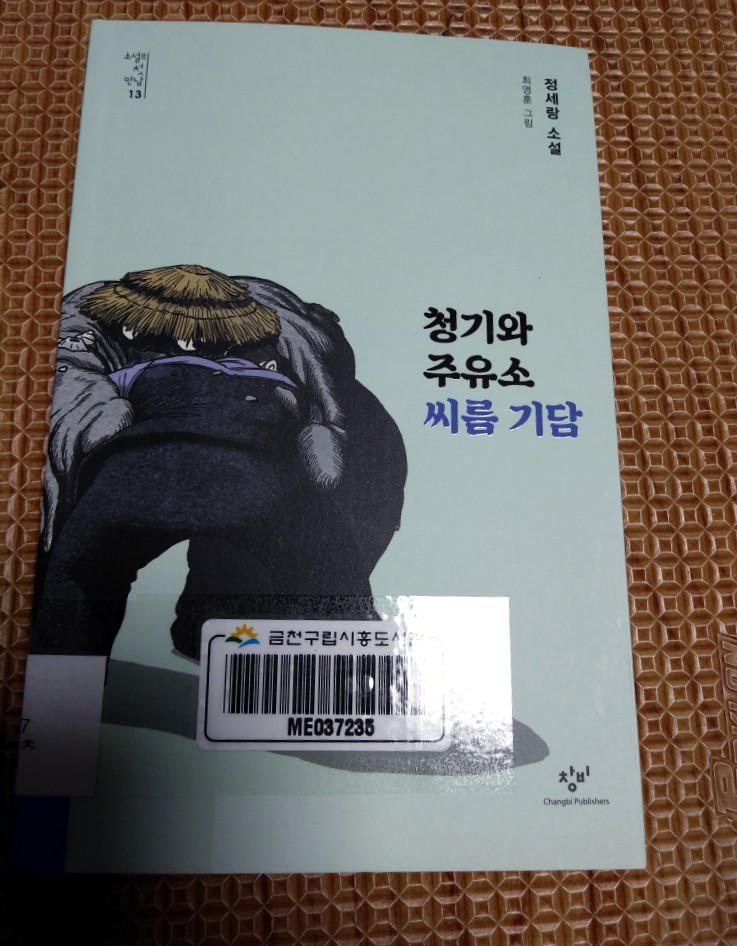 소설의
첫
만남
13
정세랑 소설
최영훈 그림
청기와
주유소
씨름 기담
금천구립시흥도서관
ME037235
7
창비
Changbi Publishers